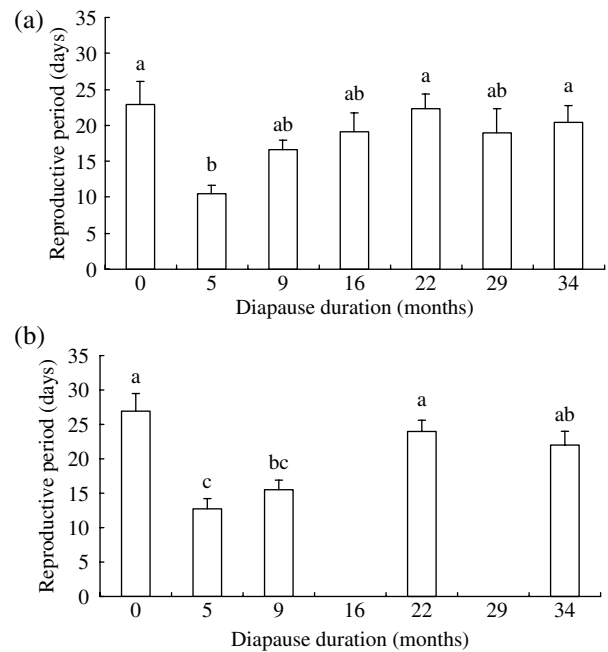 (a)
Reproductive period (days)
35
30
25
20
15
10
5
0
a
b
ab
ab
a
ab
a
0 5 9 16 22 29 34
Diapause duration (months)
(b)
Reproductive period (days)
35
30
25
20
15
10
5
0
a
c
bc
a
ab
0 5 9 16 22 29 34
Diapause duration (months)